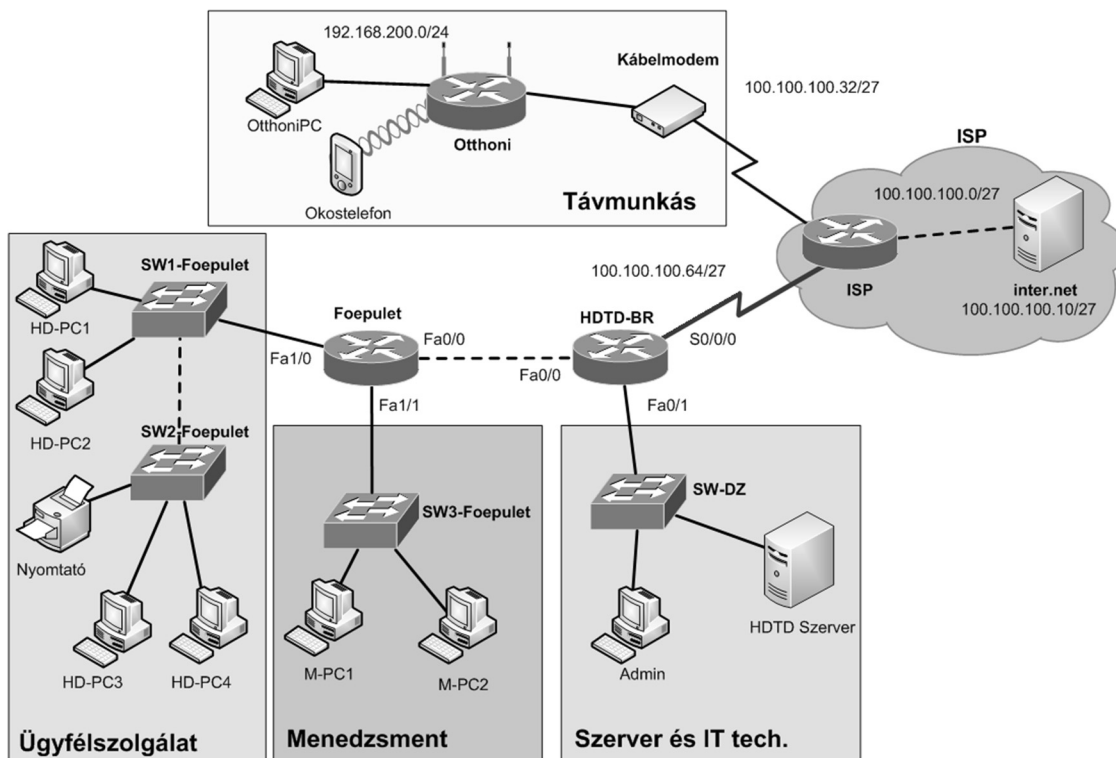 192.168.200.0/24
Kábelmodem
100.100.100.32/27
OtthoniPC
Otthoni
Okostelefon
Távmunkás
ISP
100.100.100.0/27
ISP
inter.net
100.100.100.10/27
100.100.100.64/27
SW1-Foepulet
HD-PC1
HD-PC2
Foepulet
Fa0/0
Fa1/0
Fa1/1
HDTD-BR
S0/0/0
Fa0/0
Fa0/1
SW2-Foepulet
Nyomtató
HD-PC3
HD-PC4
Ügyfélszolgálat
SW3-Foepulet
M-PC1
M-PC2
Menedzsment
SW-DZ
HDTD Szerver
Admin
Szerver és IT tech.